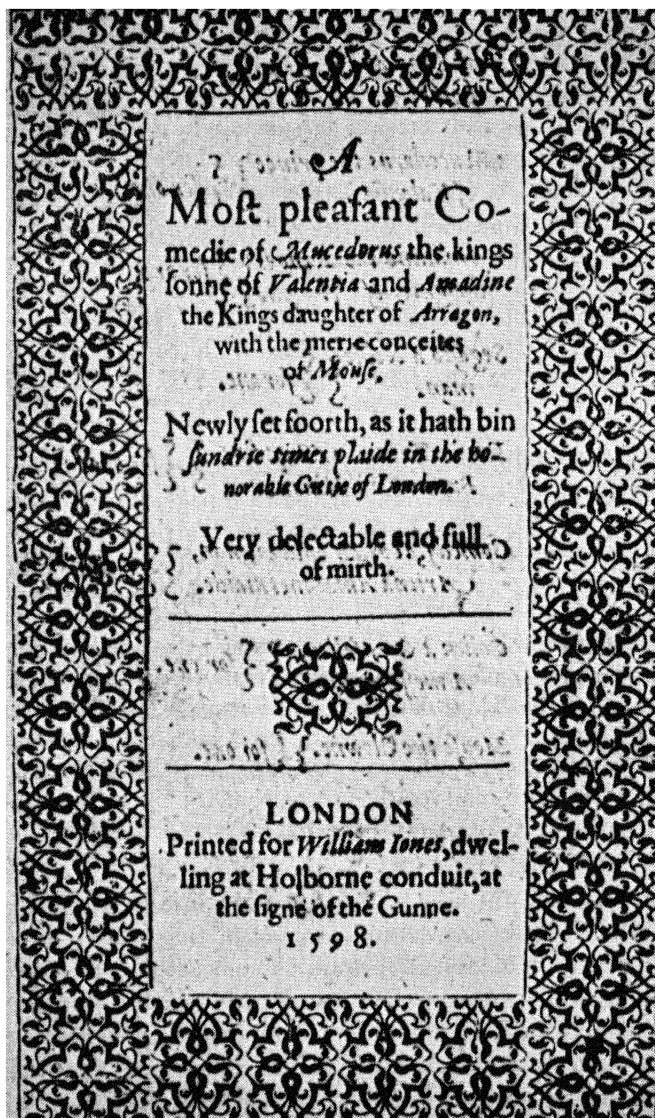 A
Moſt pleaſant Co-
medie of Mucedorus the kings
ſonne of Valentia and Amadine
the Kings daughter of Arragon,
with the merie conceites
of Mouſe.
Newly ſet foorth, as it hath bin
ſundrie times plaide in the ho-
norable Cittie of London.
Very delectable and full
of mirth.
LONDON
Printed for William Iones, dwel-
ling at Holborne conduit, at
the ſigne of the Gunne.
1598.